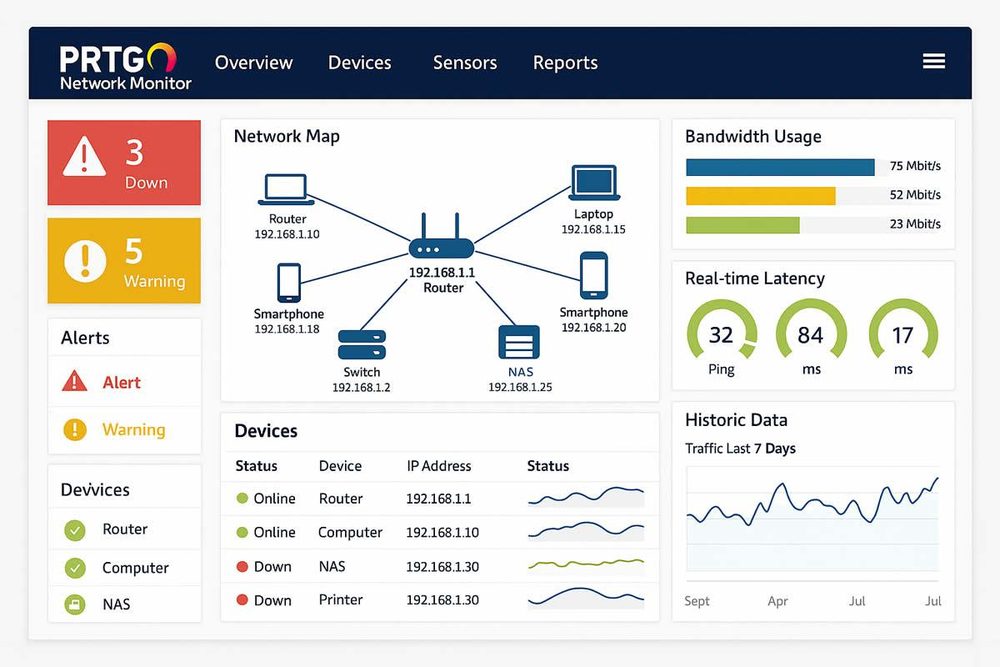 PRTG
Network Monitor
Overview Devices Sensors Reports
3
Down
5
Warning
Alerts
Alert
Warning
Devices
Router
Computer
NAS
Network Map
Router
192.168.1.10
Laptop
192.168.1.15
192.168.1.1
Router
Smartphone
192.168.1.18
Smartphone
192.168.1.20
Switch
192.168.1.2
NAS
192.168.1.25
Devices
Status Device IP Address Status
Online Router 192.168.1.1
Online Computer 192.168.1.10
Down NAS 192.168.1.30
Down Printer 192.168.1.30
Bandwidth Usage
75 Mbit/s
52 Mbit/s
23 Mbit/s
Real-time Latency
32 84 17
Ping ms ms
Historic Data
Traffic Last 7 Days
Sept Apr Jul Jul